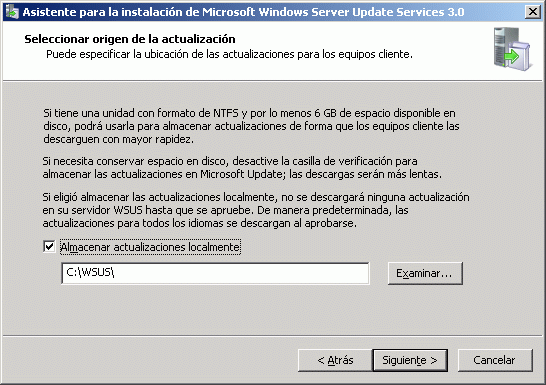 Asistente para la instalación de Microsoft Windows Server Update Services 3.0
Seleccionar origen de la actualización
Puede especificar la ubicación de las actualizaciones para los equipos cliente.
Si tiene una unidad con formato de NTFS y por lo menos 6 GB de espacio disponible en
disco, podrá usarla para almacenar actualizaciones de forma que los equipos cliente las
descarguen con mayor rapidez.
Si necesita conservar espacio en disco, desactive la casilla de verificación para
almacenar las actualizaciones en Microsoft Update; las descargas serán más lentas.
Si eligió almacenar las actualizaciones localmente, no se descargará ninguna actualización
en su servidor WSUS hasta que se apruebe. De manera predeterminada, las
actualizaciones para todos los idiomas se descargan al aprobarse.
Almacenar actualizaciones localmente
C:\WSUS\
Examinar...
< Atrás
Siguiente >
Cancelar